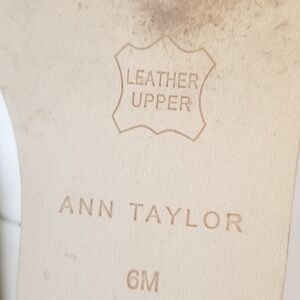 LEATHER
UPPER
ANN TAYLOR
6M